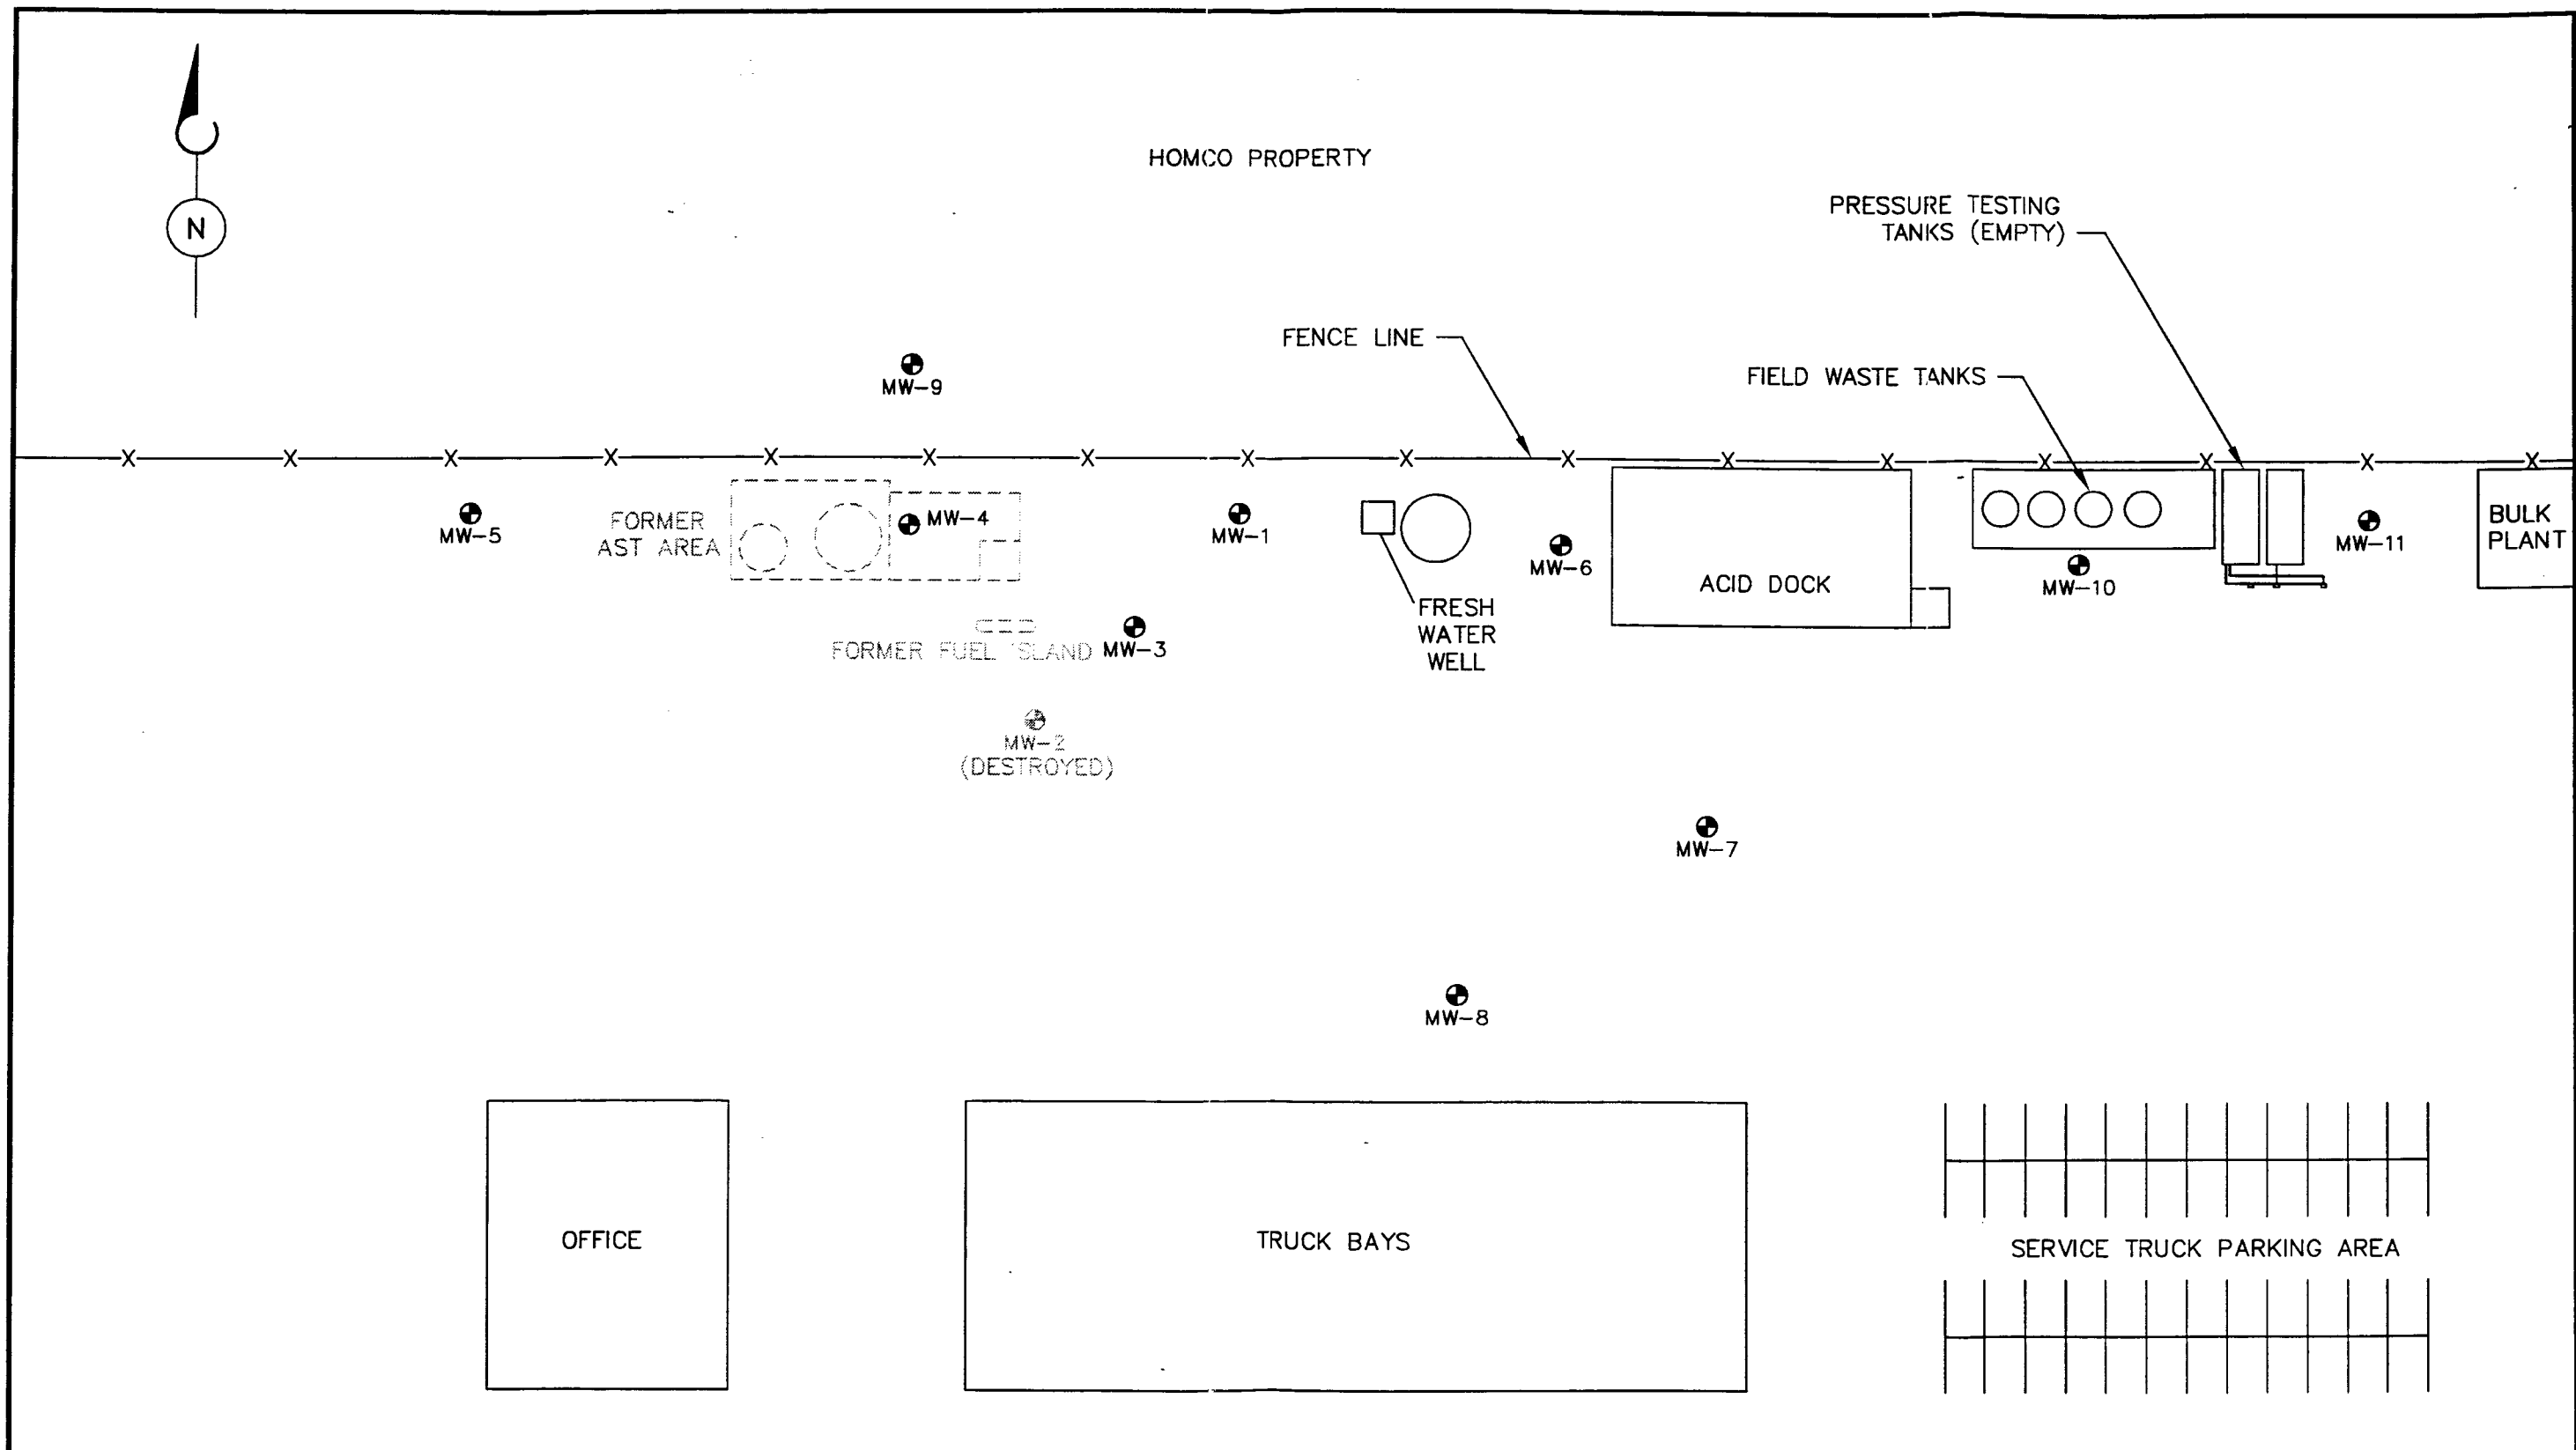 N
HOMCO PROPERTY
PRESSURE TESTING
TANKS (EMPTY)
FENCE LINE
FIELD WASTE TANKS
MW-9
X X X X X X X X X X X X X X X X
MW-5
FORMER
AST AREA
MW-4
MW-1
MW-6
ACID DOCK
MW-10
MW-11
BULK
PLANT
FRESH
WATER
WELL
FORMER FUEL ISLAND
MW-3
MW-2
(DESTROYED)
MW-7
MW-8
OFFICE
TRUCK BAYS
SERVICE TRUCK PARKING AREA